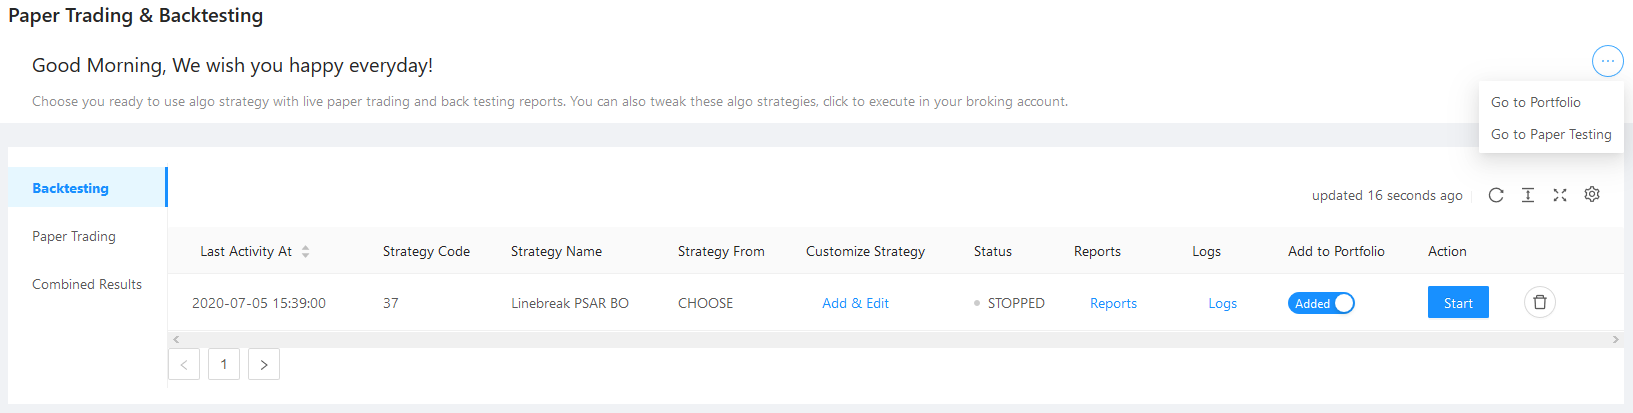 Paper Trading & Backtesting
Good Morning, We wish you happy everyday!
Choose you ready to use algo strategy with live paper trading and back testing reports. You can also tweak these algo strategies, click to execute in your broking account.
Go to Portfolio
Go to Paper Testing
Backtesting
Paper Trading
Combined Results
updated 16 seconds ago
Last Activity At Strategy Code Strategy Name Strategy From Customize Strategy Status Reports Logs Add to Portfolio Action
2020-07-05 15:39:00 37 Linebreak PSAR BO CHOOSE Add & Edit STOPPED Reports Logs Added Start
< 1 >